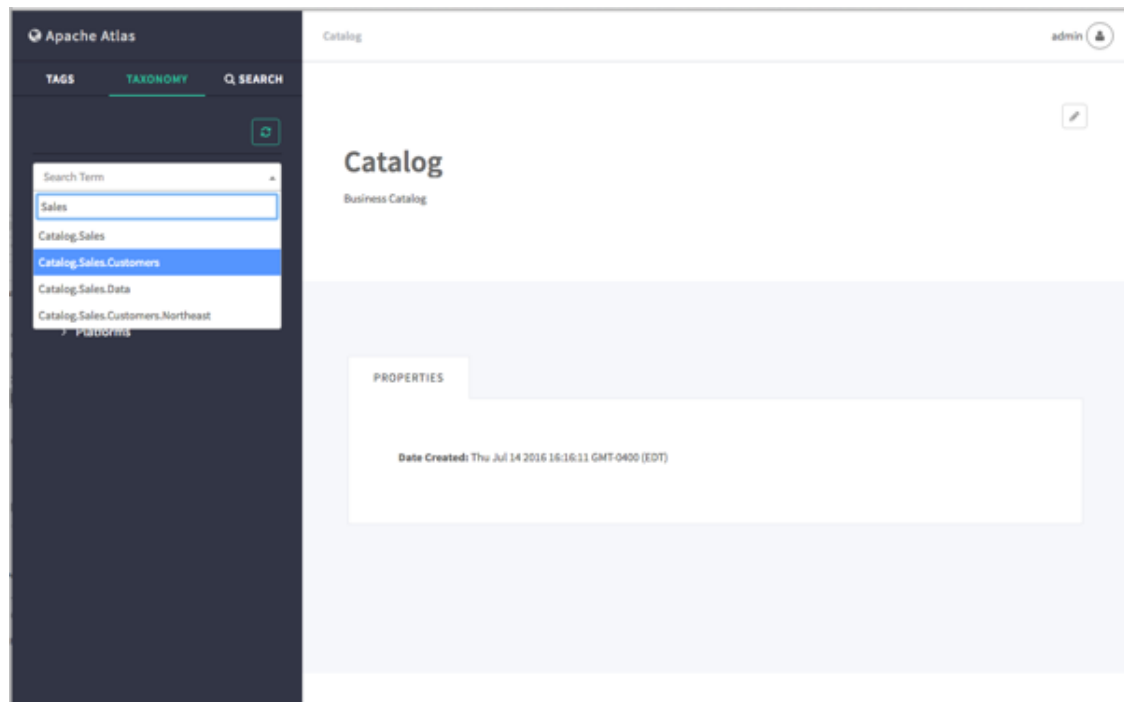 Apache Atlas
TAGS TAXONOMY SEARCH
Search Term
Sales
Catalog.Sales
Catalog.Sales.Customers
Catalog.Sales.Data
Catalog.Sales.Customers.Northeast
Platforms
Catalog
admin
Catalog
Business Catalog
PROPERTIES
Date Created: Thu Jul 14 2016 16:16:11 GMT-0400 (EDT)